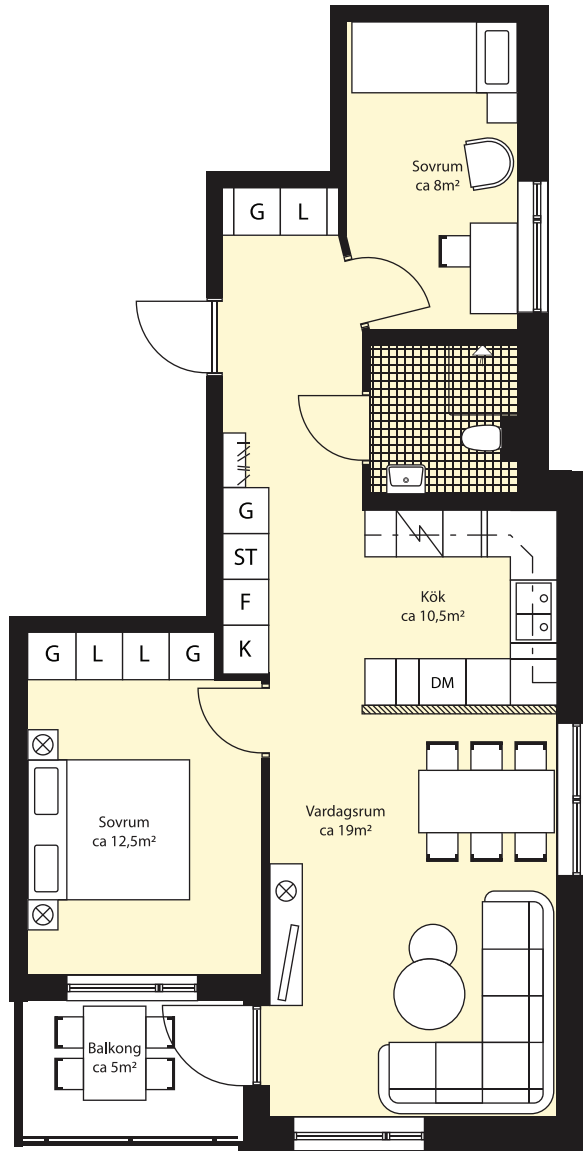 Sovrum
ca 8m²
G L
G
ST
F
K
Kök
ca 10,5m²
DM
G L L G
Sovrum
ca 12,5m²
Vardagsrum
ca 19m²
Balkong
ca 5m²